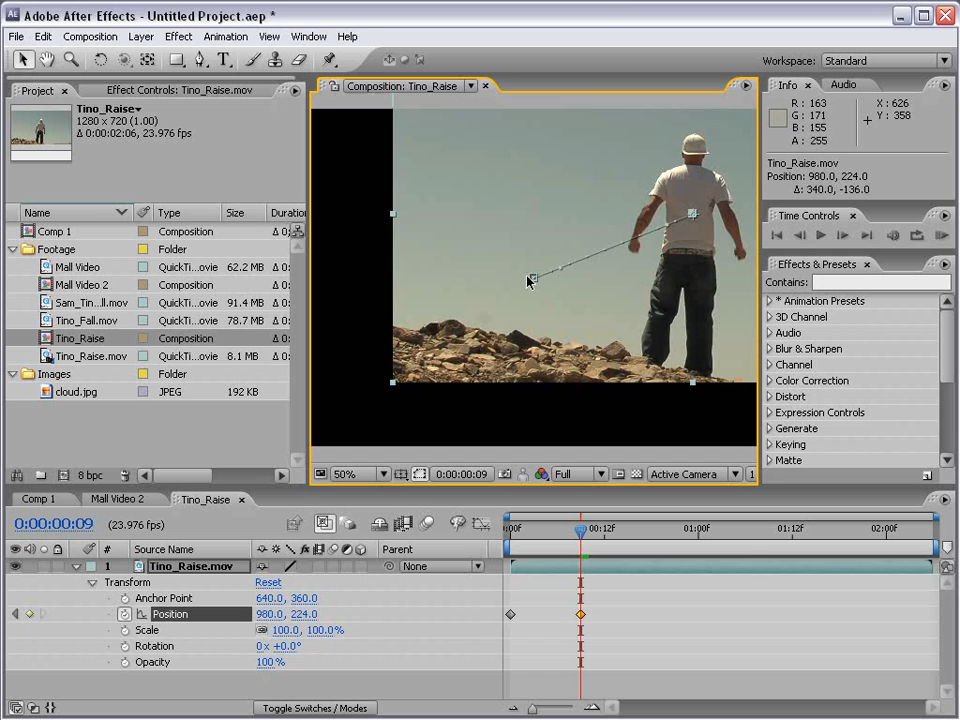 Adobe After Effects - Untitled Project.aep *
File Edit Composition Layer Effect Animation View Window Help
Workspace: Standard
Project Effect Controls: Tino_Raise.mov
Tino_Raise
1280 x 720 (1.00)
Δ 0:00:02:06, 23.976 fps
Name Type Size Duratio
Comp 1 Composition Δ 0:
Footage Folder
Mall Video QuickTi...ovie 62.2 MB Δ 0:
Mall Video 2 Composition Δ 0:
Sam_Tin...ll.mov QuickTi...ovie 91.4 MB Δ 0:
Tino_Fall.mov QuickTi...ovie 78.7 MB Δ 0:
Tino_Raise Composition Δ 0:
Tino_Raise.mov QuickTi...ovie 8.1 MB Δ 0:
Images Folder
cloud.jpg JPEG 192 KB
8 bpc
Composition: Tino_Raise
50% 0:00:00:09 Full Active Camera 1
Info Audio
R : 163
G : 171
B : 155
A : 255
X : 626
Y : 358
Tino_Raise.mov
Position: 980.0, 224.0
Δ: 340.0, -136.0
Time Controls
Effects & Presets
Contains:
* Animation Presets
3D Channel
Audio
Blur & Sharpen
Channel
Color Correction
Distort
Expression Controls
Generate
Keying
Matte
Comp 1 Mall Video 2 Tino_Raise
0:00:00:09 (23.976 fps)
:00f 00:12f 01:00f 01:12f 02:00f
# Source Name Parent
1 Tino_Raise.mov None
Transform Reset
Anchor Point 640.0, 360.0
Position 980.0, 224.0
Scale 100.0, 100.0%
Rotation 0x +0.0°
Opacity 100%
Toggle Switches / Modes